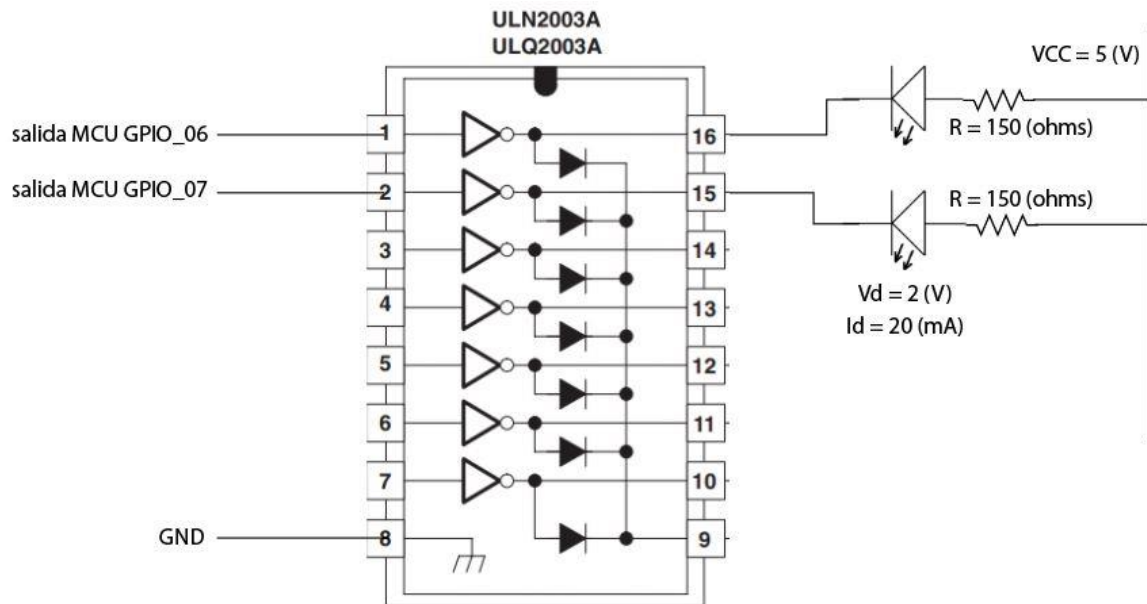 ULN2003A
ULQ2003A
VCC = 5 (V)
salida MCU GPIO_06
1
16
R = 150 (ohms)
salida MCU GPIO_07
2
15
R = 150 (ohms)
3
14
4
13
Vd = 2 (V)
Id = 20 (mA)
5
12
6
11
7
10
GND
8
9